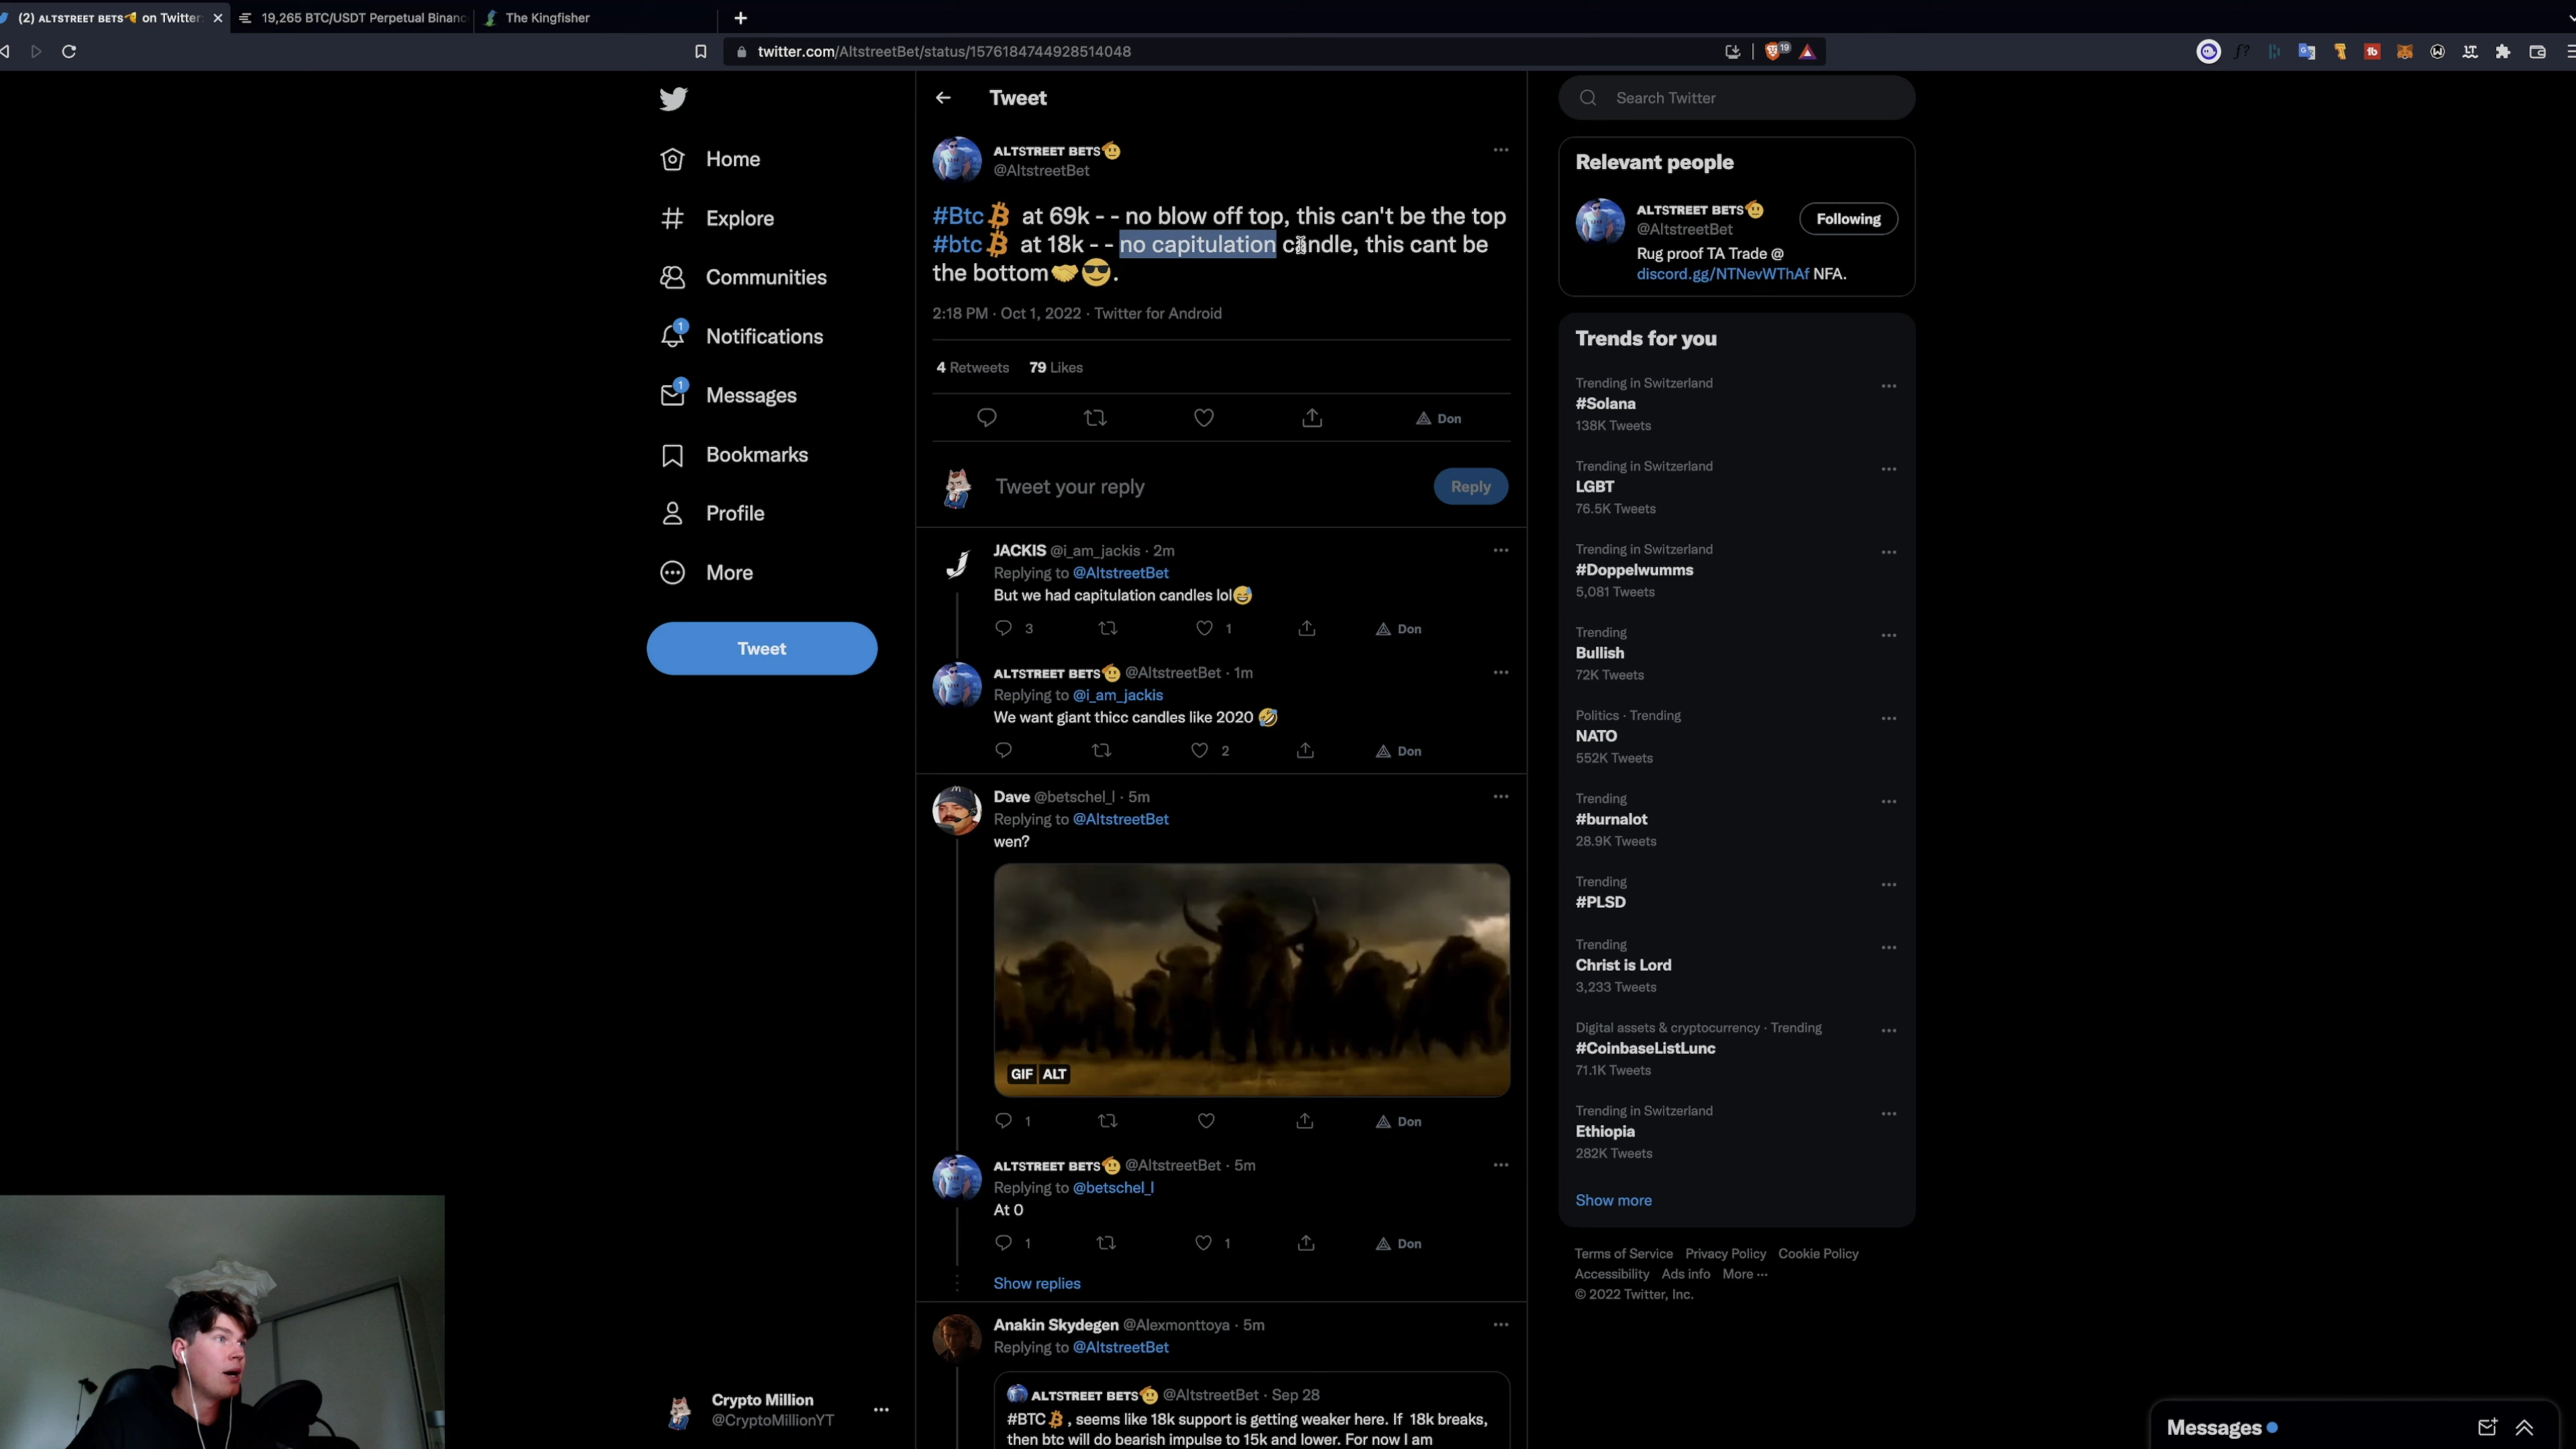 (2) ALTSTREET BETS🫡 on Twitter:
19,265 BTC/USDT Perpetual Binanc
The Kingfisher
twitter.com/AltstreetBet/status/1576184744928514048
19
Tweet
Search Twitter
Home
Explore
Communities
1
Notifications
1
Messages
Bookmarks
Profile
More
Tweet
ALTSTREET BETS🫡
@AltstreetBet
#Btc₿ at 69k - - no blow off top, this can't be the top
#btc₿ at 18k - - no capitulation candle, this cant be
the bottom🤝😎.
2:18 PM · Oct 1, 2022 · Twitter for Android
4 Retweets 79 Likes
Don
Tweet your reply
Reply
JACKIS @i_am_jackis · 2m
Replying to @AltstreetBet
But we had capitulation candles lol😅
3 1 Don
ALTSTREET BETS🫡 @AltstreetBet · 1m
Replying to @i_am_jackis
We want giant thicc candles like 2020 🤣
2 Don
Dave @betschel_l · 5m
Replying to @AltstreetBet
wen?
GIF ALT
1 Don
ALTSTREET BETS🫡 @AltstreetBet · 5m
Replying to @betschel_l
At 0
1 1 Don
Show replies
Anakin Skydegen @Alexmonttoya · 5m
Replying to @AltstreetBet
ALTSTREET BETS🫡 @AltstreetBet · Sep 28
#BTC₿ , seems like 18k support is getting weaker here. If 18k breaks,
then btc will do bearish impulse to 15k and lower. For now I am
Relevant people
ALTSTREET BETS🫡
@AltstreetBet
Following
Rug proof TA Trade @
discord.gg/NTNevWThAf NFA.
Trends for you
Trending in Switzerland
#Solana
138K Tweets
Trending in Switzerland
LGBT
76.5K Tweets
Trending in Switzerland
#Doppelwumms
5,081 Tweets
Trending
Bullish
72K Tweets
Politics · Trending
NATO
552K Tweets
Trending
#burnalot
28.9K Tweets
Trending
#PLSD
Trending
Christ is Lord
3,233 Tweets
Digital assets & cryptocurrency · Trending
#CoinbaseListLunc
71.1K Tweets
Trending in Switzerland
Ethiopia
282K Tweets
Show more
Terms of Service Privacy Policy Cookie Policy
Accessibility Ads info More ···
© 2022 Twitter, Inc.
Crypto Million
@CryptoMillionYT
Messages